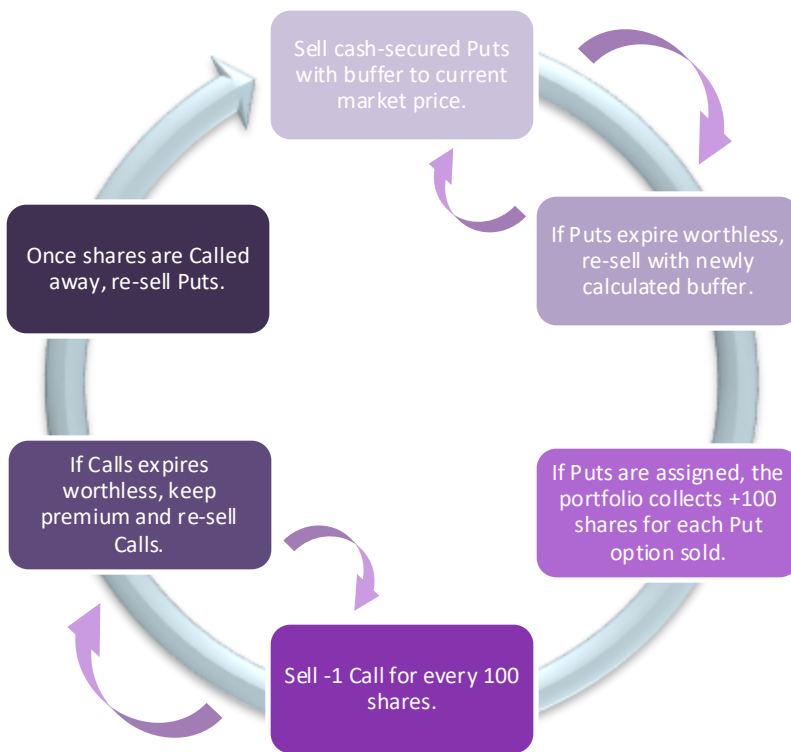 Sell cash-secured Puts
with buffer to current
market price.
If Puts expire worthless,
re-sell with newly
calculated buffer.
If Puts are assigned, the
portfolio collects +100
shares for each Put
option sold.
Sell -1 Call for every 100
shares.
If Calls expires
worthless, keep
premium and re-sell
Calls.
Once shares are Called
away, re-sell Puts.